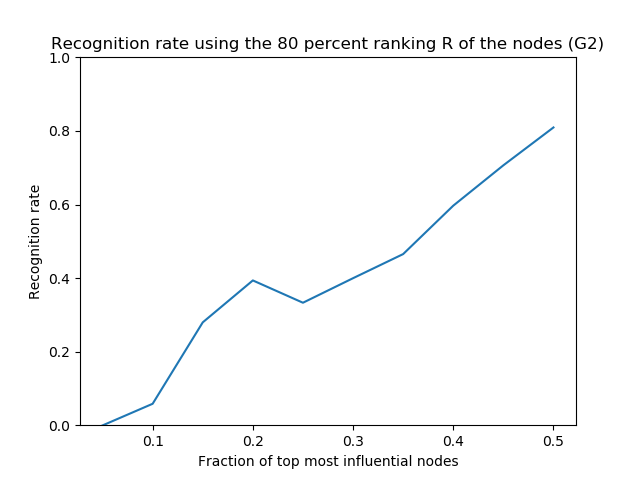 Recognition rate using the 80 percent ranking R of the nodes (G2)
1.0
0.8
0.6
0.4
0.2
0.0
Recognition rate
0.1 0.2 0.3 0.4 0.5
Fraction of top most influential nodes